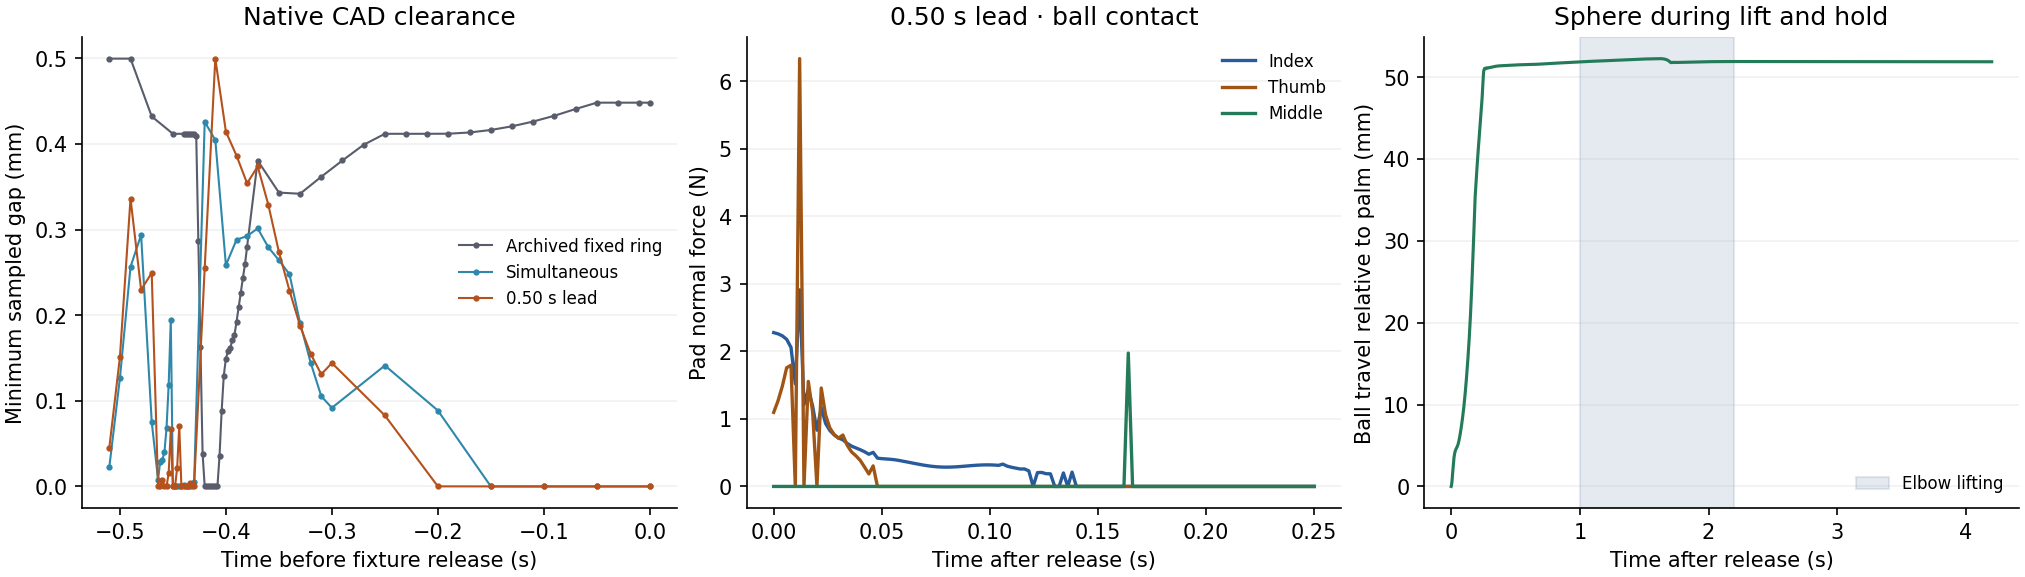 Native CAD clearance
Minimum sampled gap (mm)
0.5
0.4
0.3
0.2
0.1
0.0
Archived fixed ring
Simultaneous
0.50 s lead
−0.5
−0.4
−0.3
−0.2
−0.1
0.0
Time before fixture release (s)
0.50 s lead · ball contact
Pad normal force (N)
6
5
4
3
2
1
0
Index
Thumb
Middle
0.00
0.05
0.10
0.15
0.20
0.25
Time after release (s)
Sphere during lift and hold
Ball travel relative to palm (mm)
50
40
30
20
10
0
Elbow lifting
0
1
2
3
4
Time after release (s)